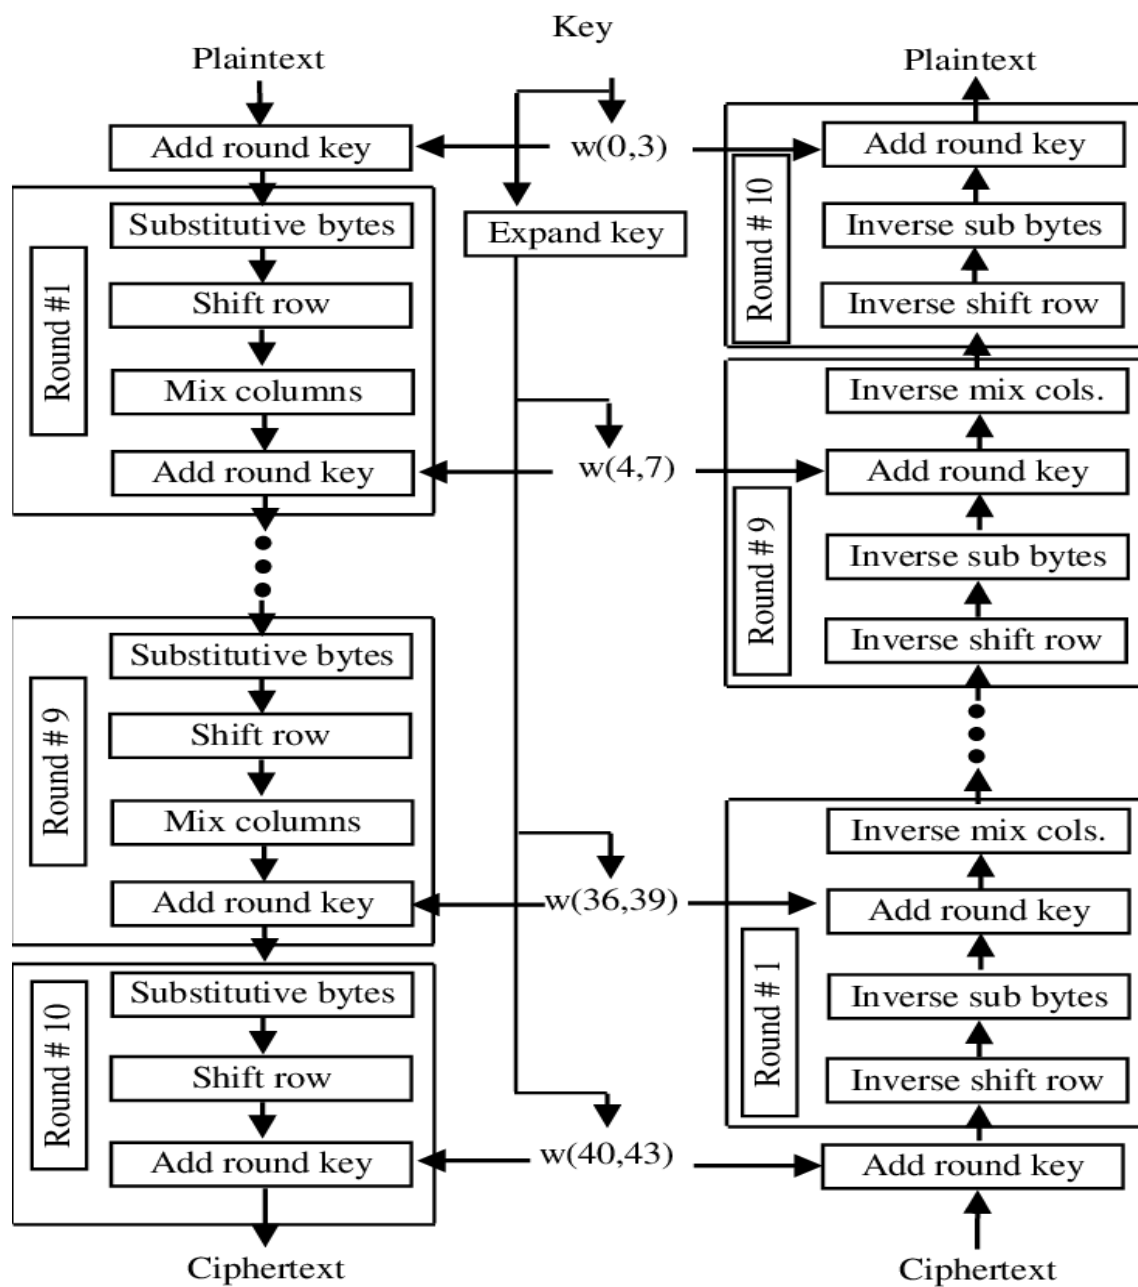 Key
Plaintext
Add round key
Round #1
Substitutive bytes
Shift row
Mix columns
Add round key
Round # 9
Substitutive bytes
Shift row
Mix columns
Add round key
Round # 10
Substitutive bytes
Shift row
Add round key
Ciphertext
w(0,3)
Expand key
w(4,7)
w(36,39)
w(40,43)
Plaintext
Round # 10
Add round key
Inverse sub bytes
Inverse shift row
Round # 9
Inverse mix cols.
Add round key
Inverse sub bytes
Inverse shift row
Round # 1
Inverse mix cols.
Add round key
Inverse sub bytes
Inverse shift row
Add round key
Ciphertext